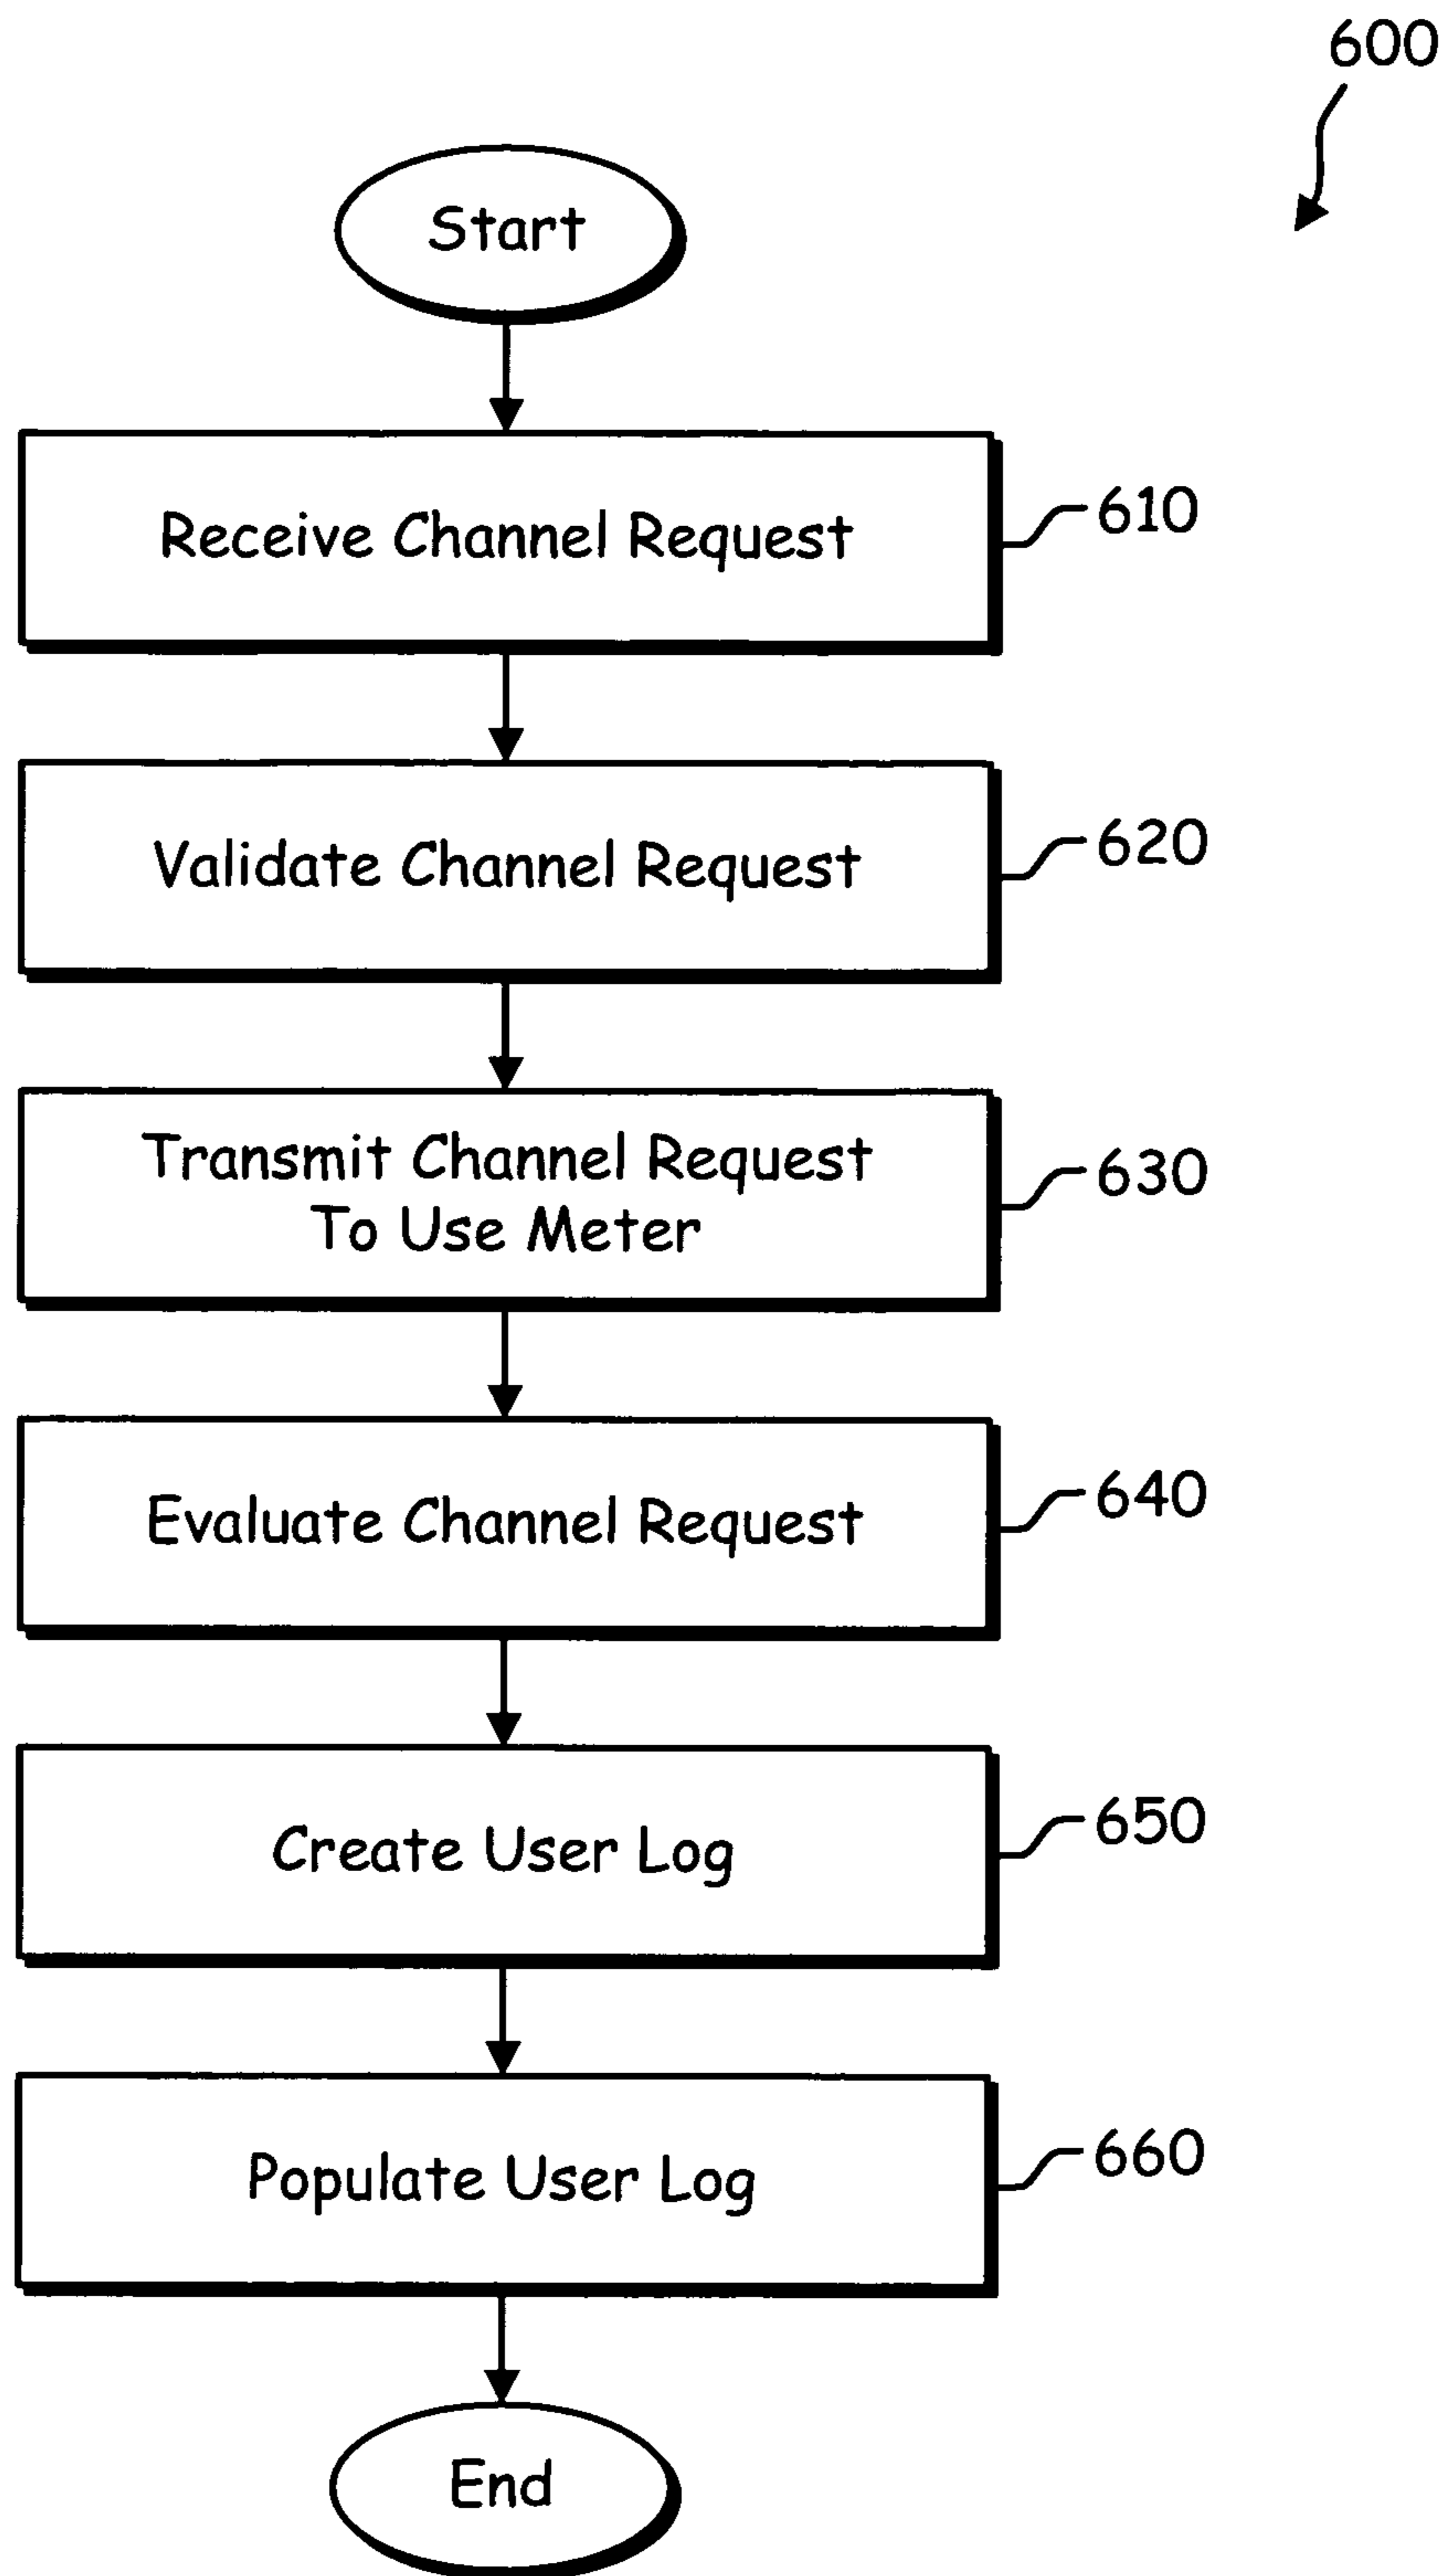 600
Start
Receive Channel Request
610
Validate Channel Request
620
Transmit Channel Request
To Use Meter
630
Evaluate Channel Request
640
Create User Log
650
Populate User Log
660
End